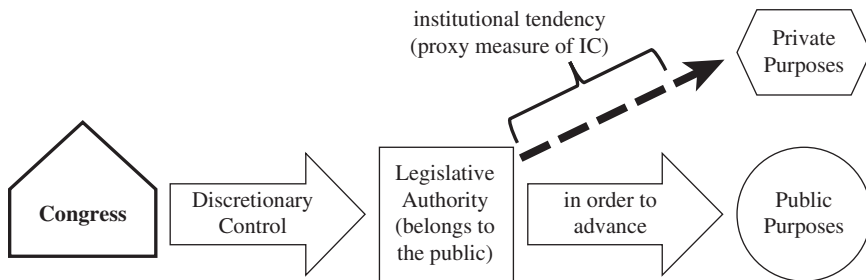 institutional tendency
(proxy measure of IC)
Private
Purposes
Congress
Discretionary
Control
Legislative
Authority
(belongs to
the public)
in order to
advance
Public
Purposes